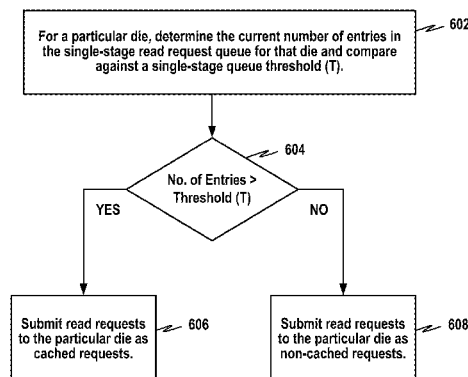 For a particular die, determine the current number of entries in
the single-stage read request queue for that die and compare
against a single-stage queue threshold (T).
602
604
No. of Entries >
Threshold (T)
YES
NO
Submit read requests
to the particular die as
cached requests.
606
Submit read requests
to the particular die as
non-cached requests.
608